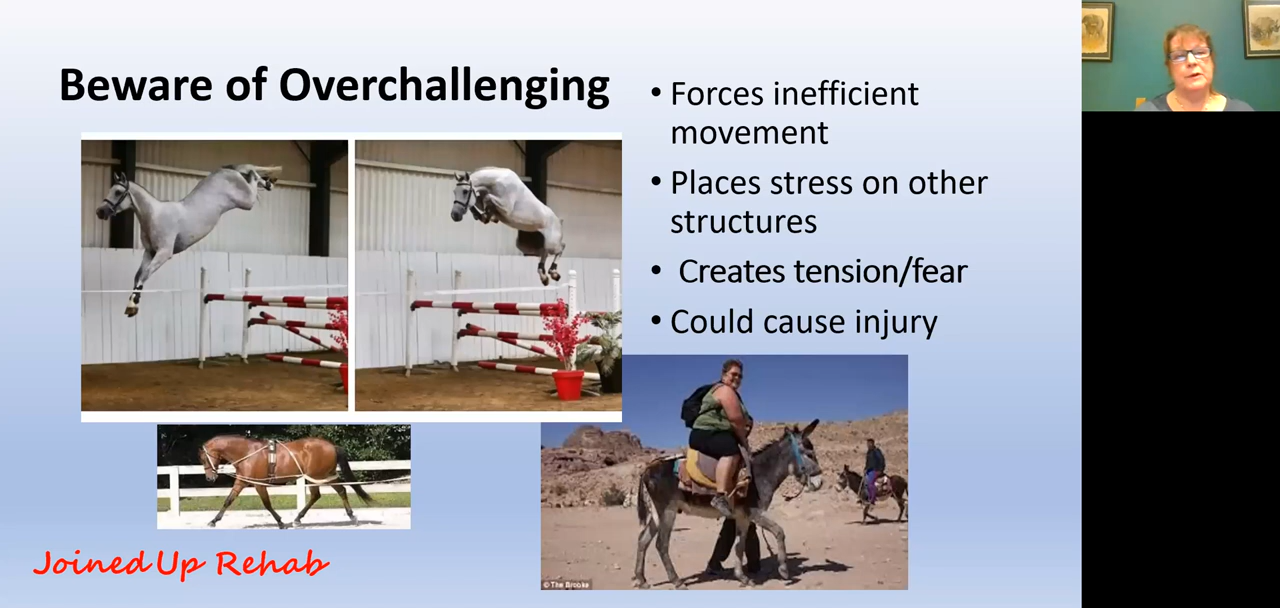 Beware of Overchallenging
• Forces inefficient
movement
• Places stress on other
structures
• Creates tension/fear
• Could cause injury
© The Brooke
Joined Up Rehab